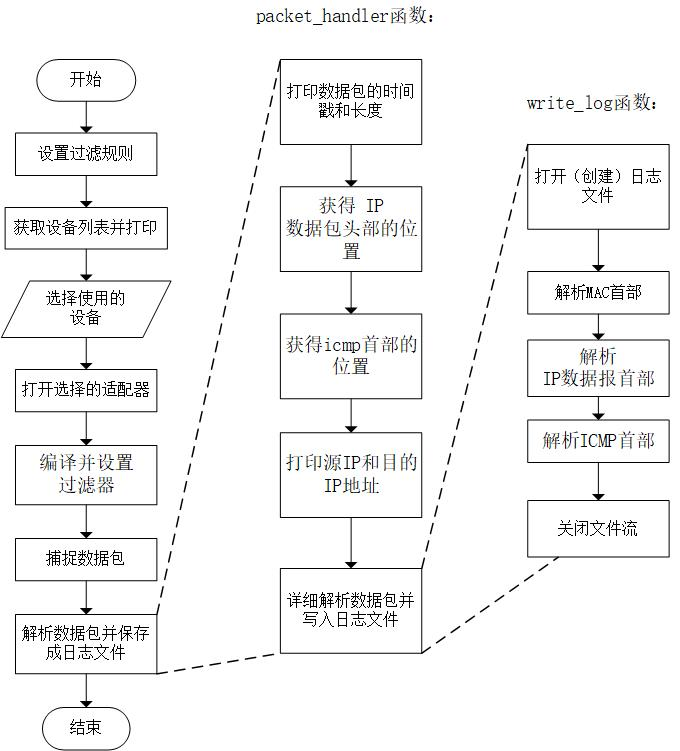 packet_handler函数：
开始
设置过滤规则
获取设备列表并打印
选择使用的
设备
打开选择的适配器
编译并设置
过滤器
捕捉数据包
解析数据包并保存
成日志文件
结束
打印数据包的时间
戳和长度
获得 IP
数据包头部的位
置
获得icmp首部的
位置
打印源IP和目的
IP地址
详细解析数据包并
写入日志文件
write_log函数：
打开（创建）日志
文件
解析MAC首部
解析
IP数据报首部
解析ICMP首部
关闭文件流